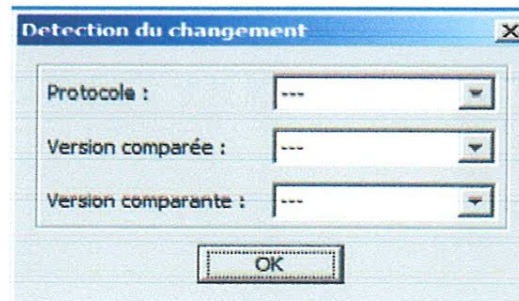 Detection du changement
Protocole : ---
Version comparée : ---
Version comparante : ---
OK